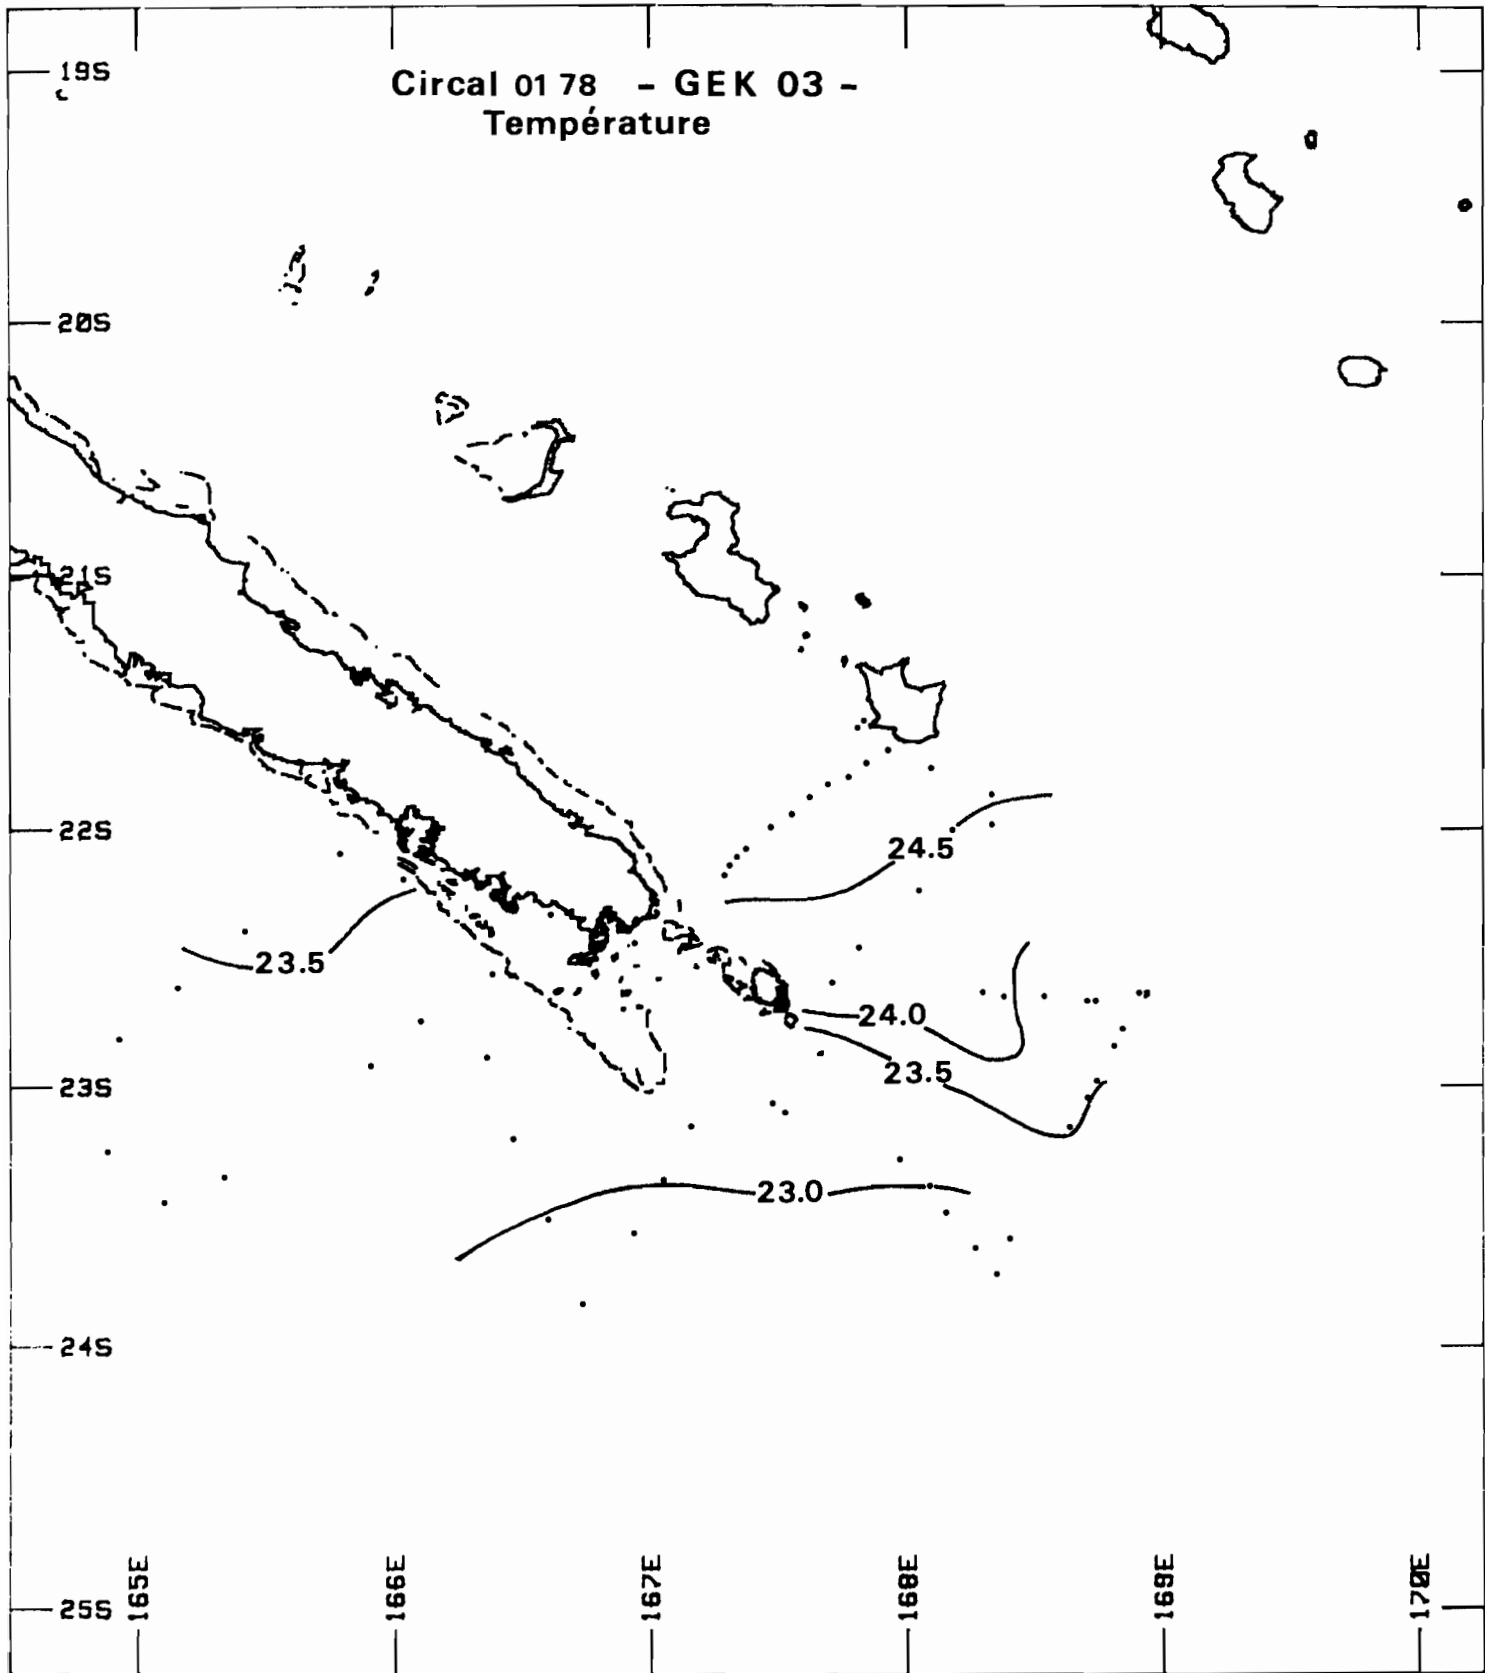 19S
Circal 01 78 - GEK 03 -
Température
20S
21S
22S
24.5
23.5
24.0
23.5
23S
23.0
24S
25S
165E
166E
167E
168E
169E
170E